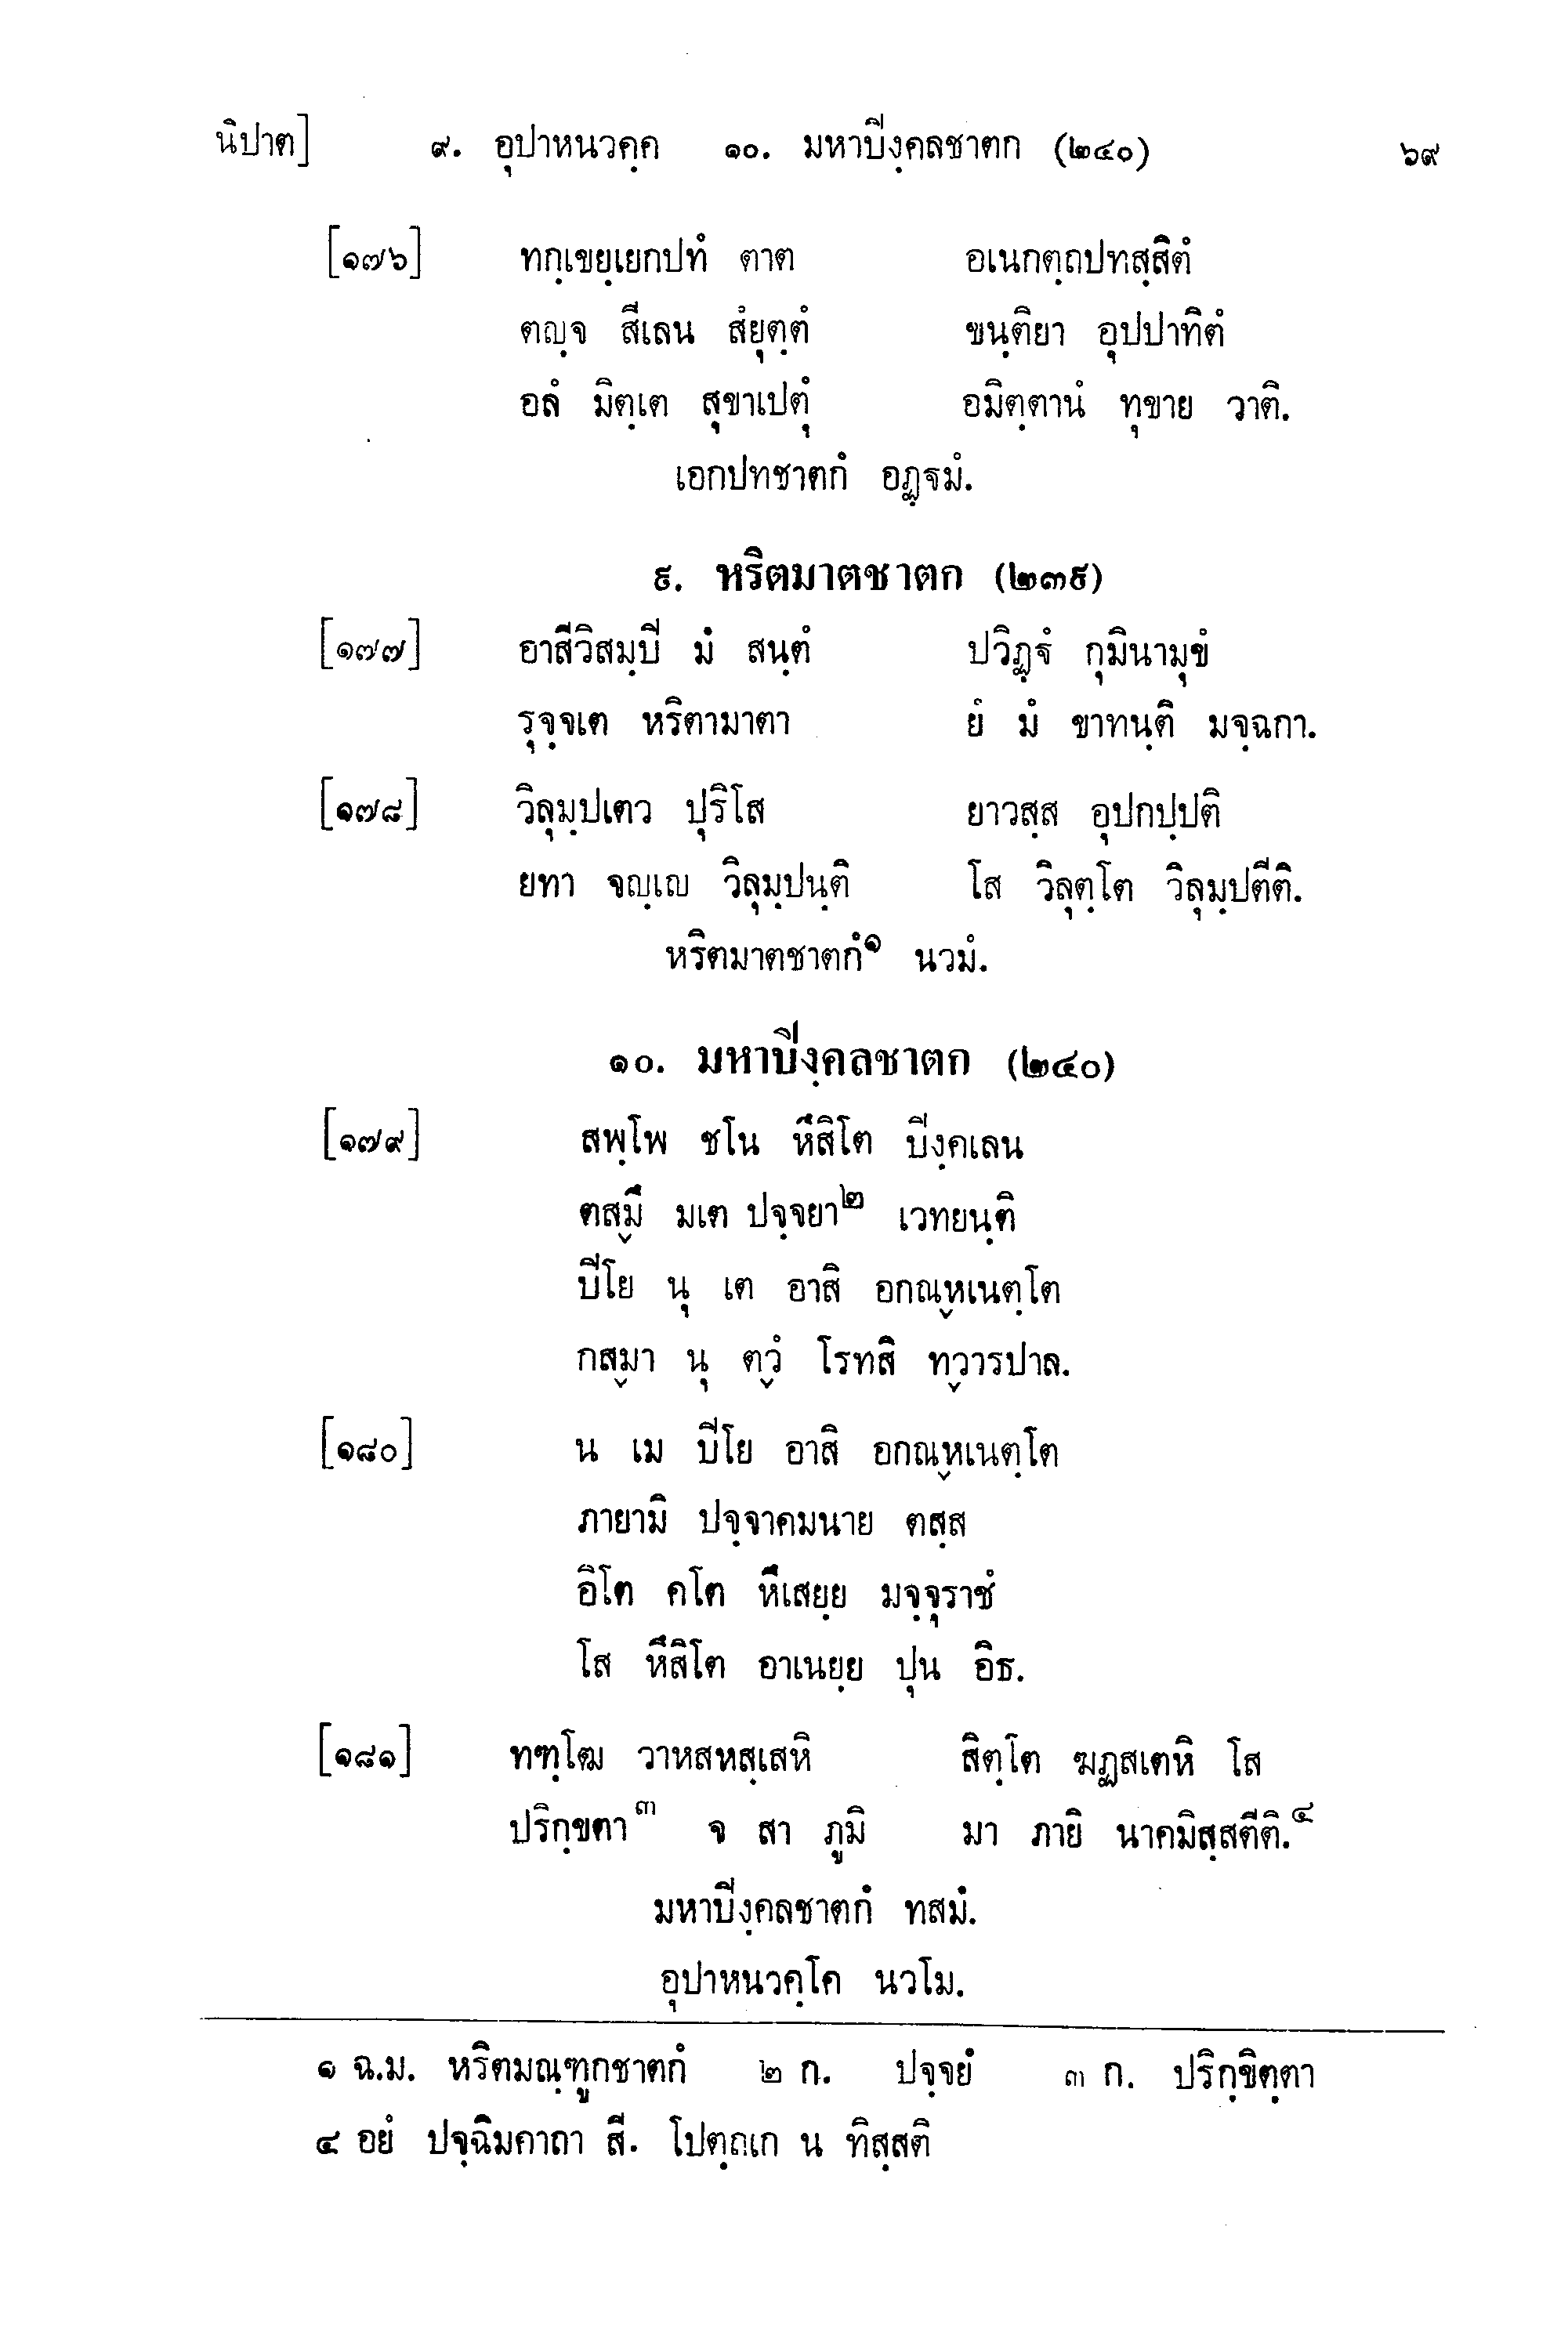 นิปาต] ๙. อุปาหนวคฺค ๑๐. มหาปิงฺคลชาตก (๒๔๐) ๖๙
[๑๗๖] ทกฺเขยฺเยกปทํ ตาต อเนกตฺถปทสฺสิตํ
ตญฺจ สีเลน สํยุตฺตํ ขนฺติยา อุปปาทิตํ
อลํ มิตฺเต สุขาเปตุํ อมิตฺตานํ ทุขาย วาติ.
เอกปทชาตกํ อฏฺฐมํ.
๙. หริตมาตชาตก (๒๓๙)
[๑๗๗] อาสีวิสมฺปิ มํ สนฺตํ ปวิฏฺฐํ กุมินามุขํ
รุจฺจเต หริตามาตา ยํ มํ ขาทนฺติ มจฺฉกา.
[๑๗๘] วิลุมฺปเตว ปุริโส ยาวสฺส อุปกปฺปติ
ยทา จญฺเญ วิลุมฺปนฺติ โส วิลุตฺโต วิลุมฺปตีติ.
หริตมาตชาตกํ๑ นวมํ.
๑๐. มหาปิงฺคลชาตก (๒๔๐)
[๑๗๙] สพฺโพ ชโน หึสิโต ปิงฺคเลน
ตสฺมึ มเต ปจฺจยา๒ เวทยนฺติ
ปิโย นุ เต อาสิ อกณฺหเนตฺโต
กสฺมา นุ ตฺวํ โรทสิ ทฺวารปาล.
[๑๘๐] น เม ปิโย อาสิ อกณฺหเนตฺโต
ภายามิ ปจฺจาคมนาย ตสฺส
อิโต คโต หึเสยฺย มจฺจุราชํ
โส หึสิโต อาเนยฺย ปุน อิธ.
[๑๘๑] ทฑฺโฒ วาหสหสฺเสหิ สิตฺโต ฆฏสเตหิ โส
ปริกฺขตา๓ จ สา ภูมิ มา ภายิ นาคมิสฺสตีติ.๔
มหาปิงฺคลชาตกํ ทสมํ.
อุปาหนวคฺโค นวโม.
๑ ฉ.ม. หริตมณฺฑูกชาตกํ ๒ ก. ปจฺจยํ ๓ ก. ปริกฺขิตฺตา
๔ อยํ ปจฺฉิมคาถา สี. โปตฺถเก น ทิสฺสติ